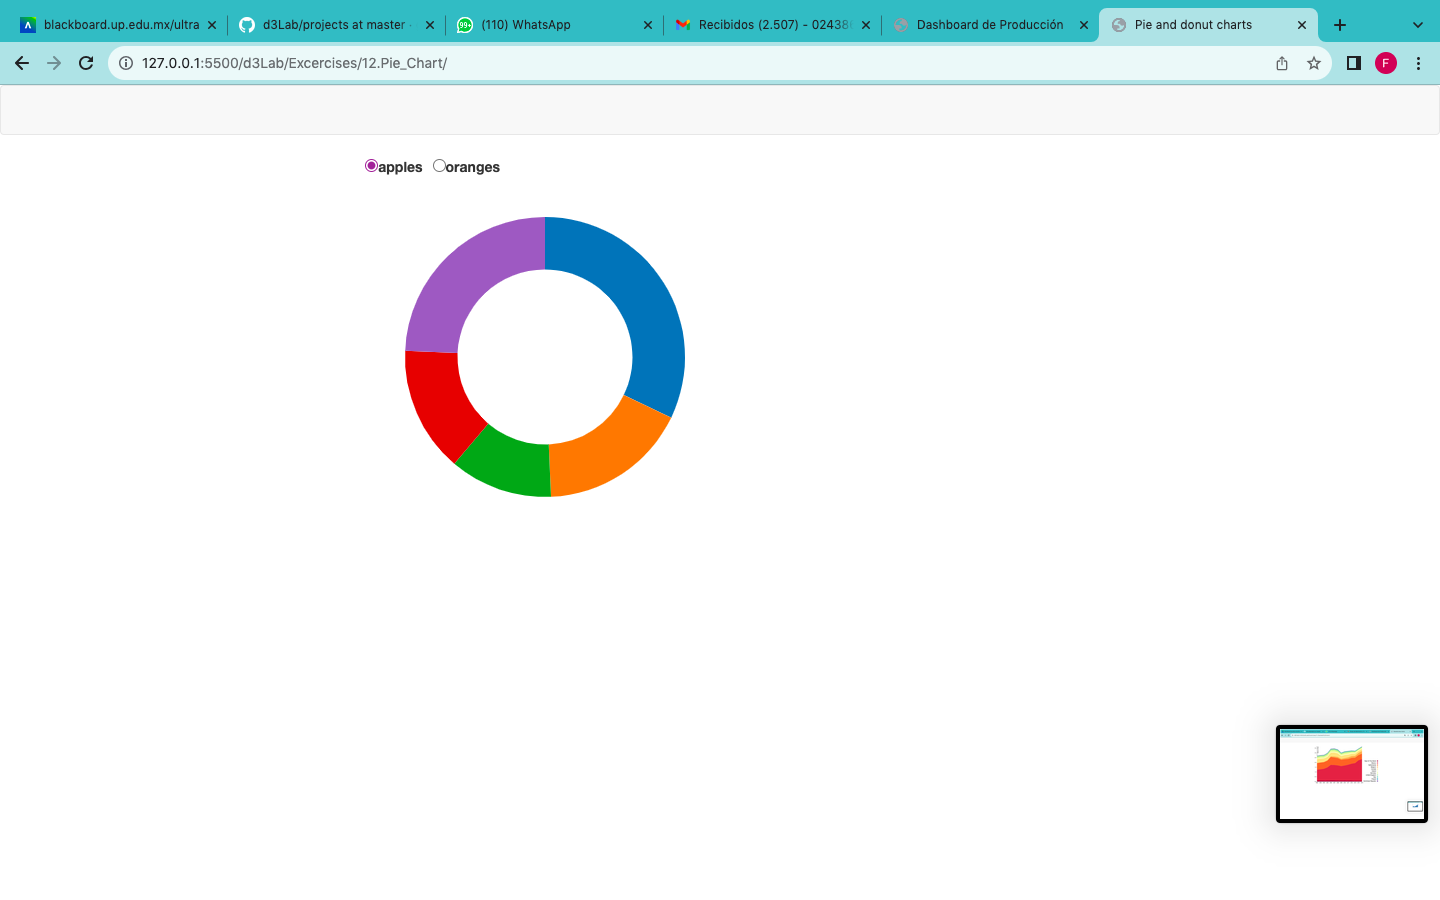 blackboard.up.edu.mx/ultra
d3Lab/projects at master ·
99+
(110) WhatsApp
Recibidos (2.507) - 02438
Dashboard de Producción
Pie and donut charts
127.0.0.1:5500/d3Lab/Excercises/12.Pie_Chart/
F
apples oranges